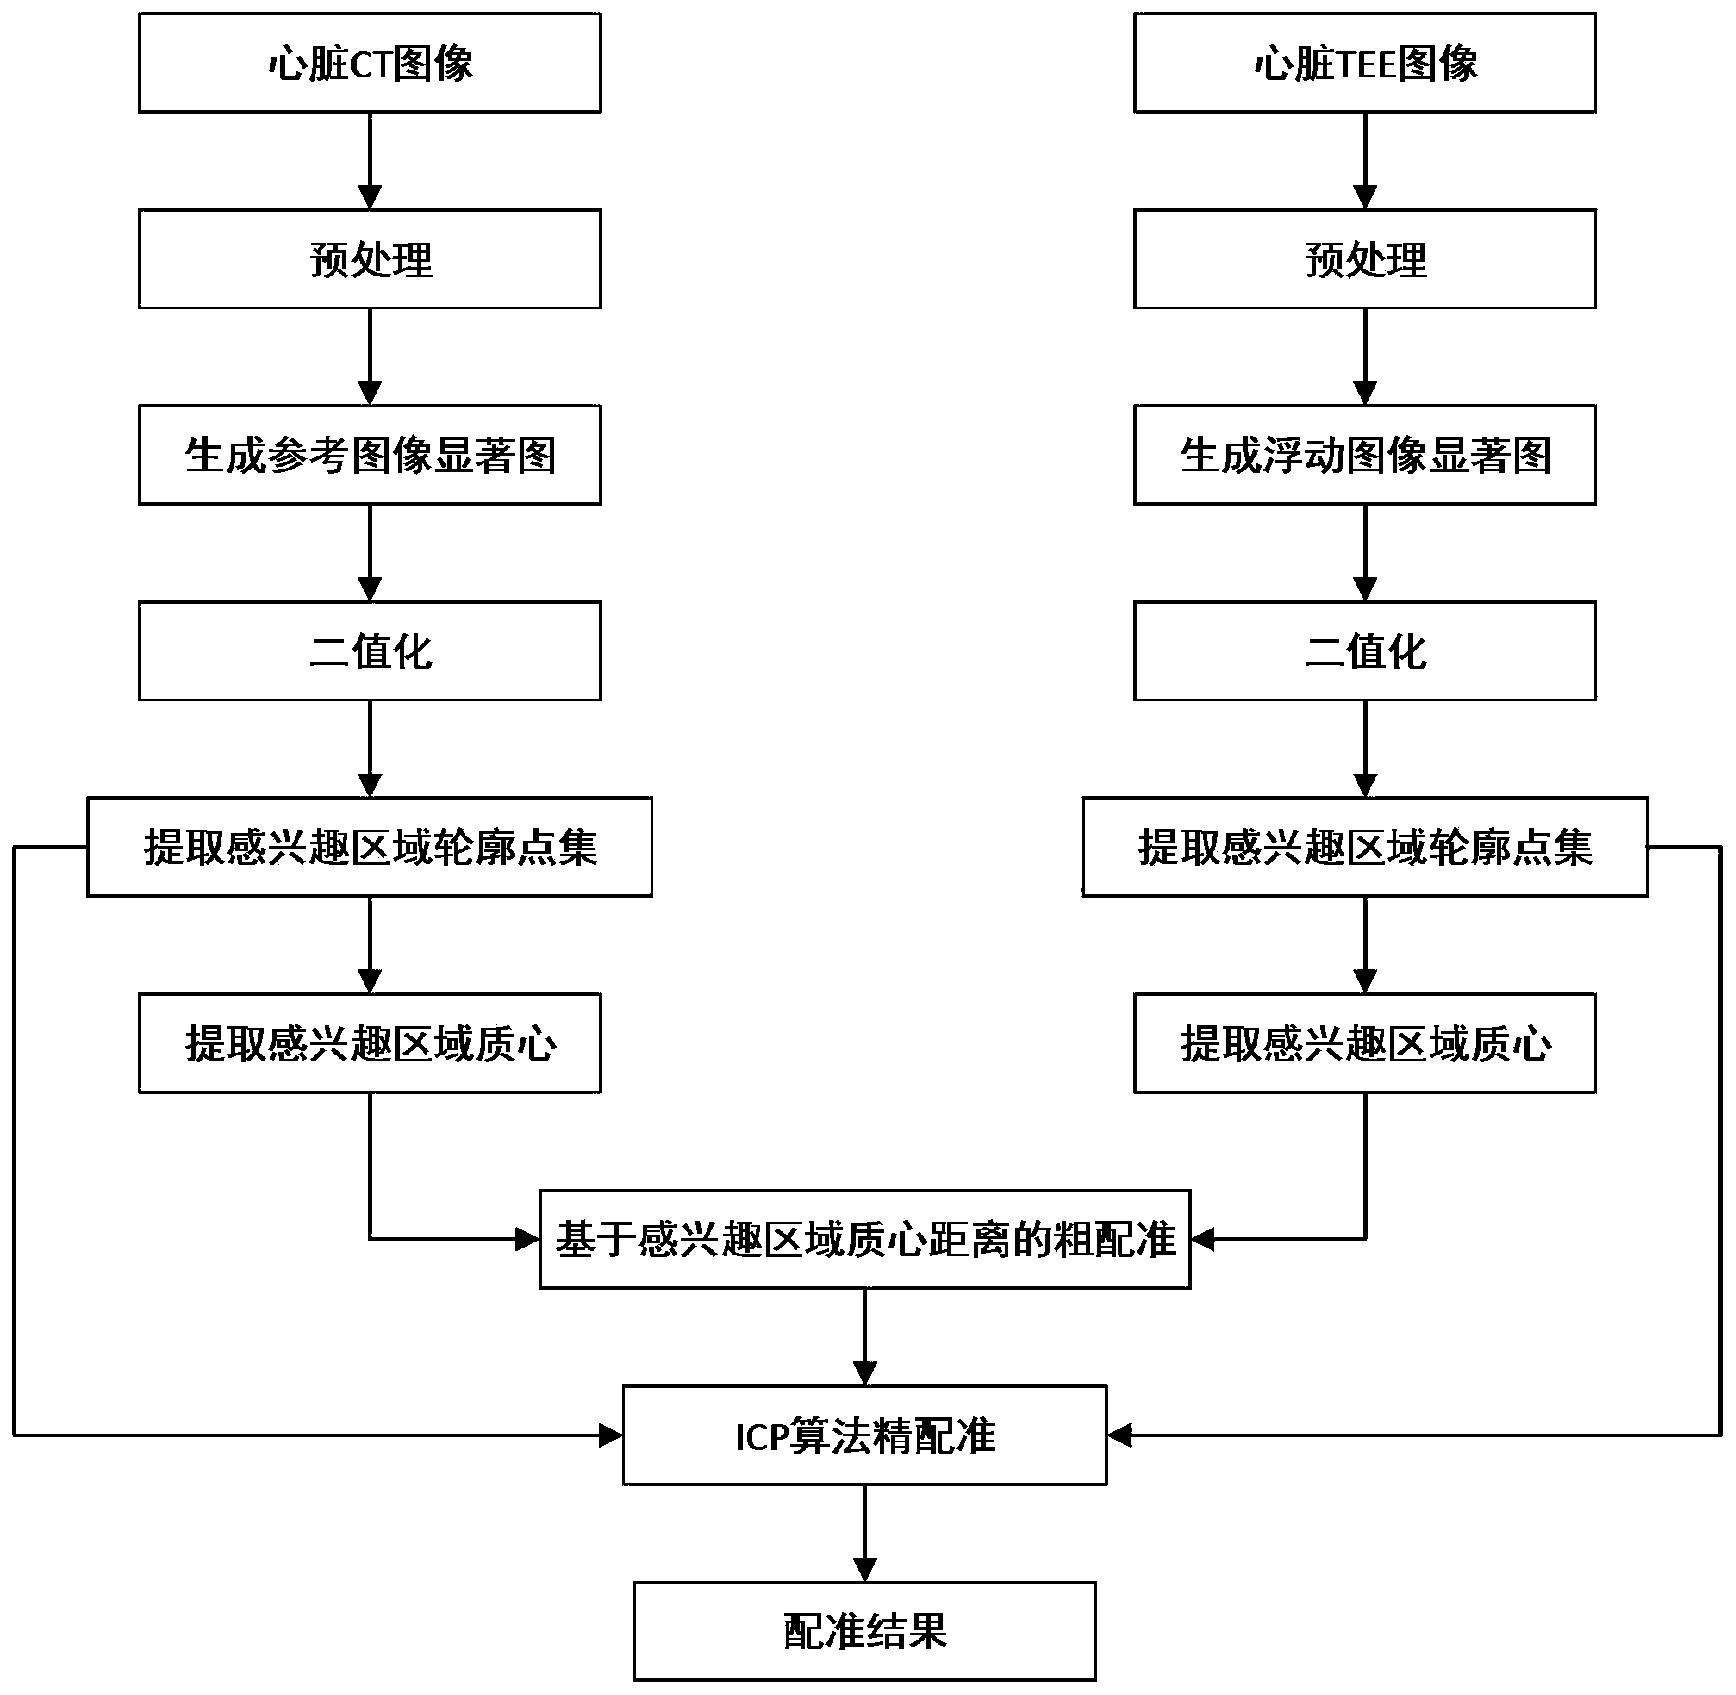 心脏CT图像
心脏TEE图像
预处理
预处理
生成参考图像显著图
生成浮动图像显著图
二值化
二值化
提取感兴趣区域轮廓点集
提取感兴趣区域轮廓点集
提取感兴趣区域质心
提取感兴趣区域质心
基于感兴趣区域质心距离的粗配准
ICP算法精配准
配准结果